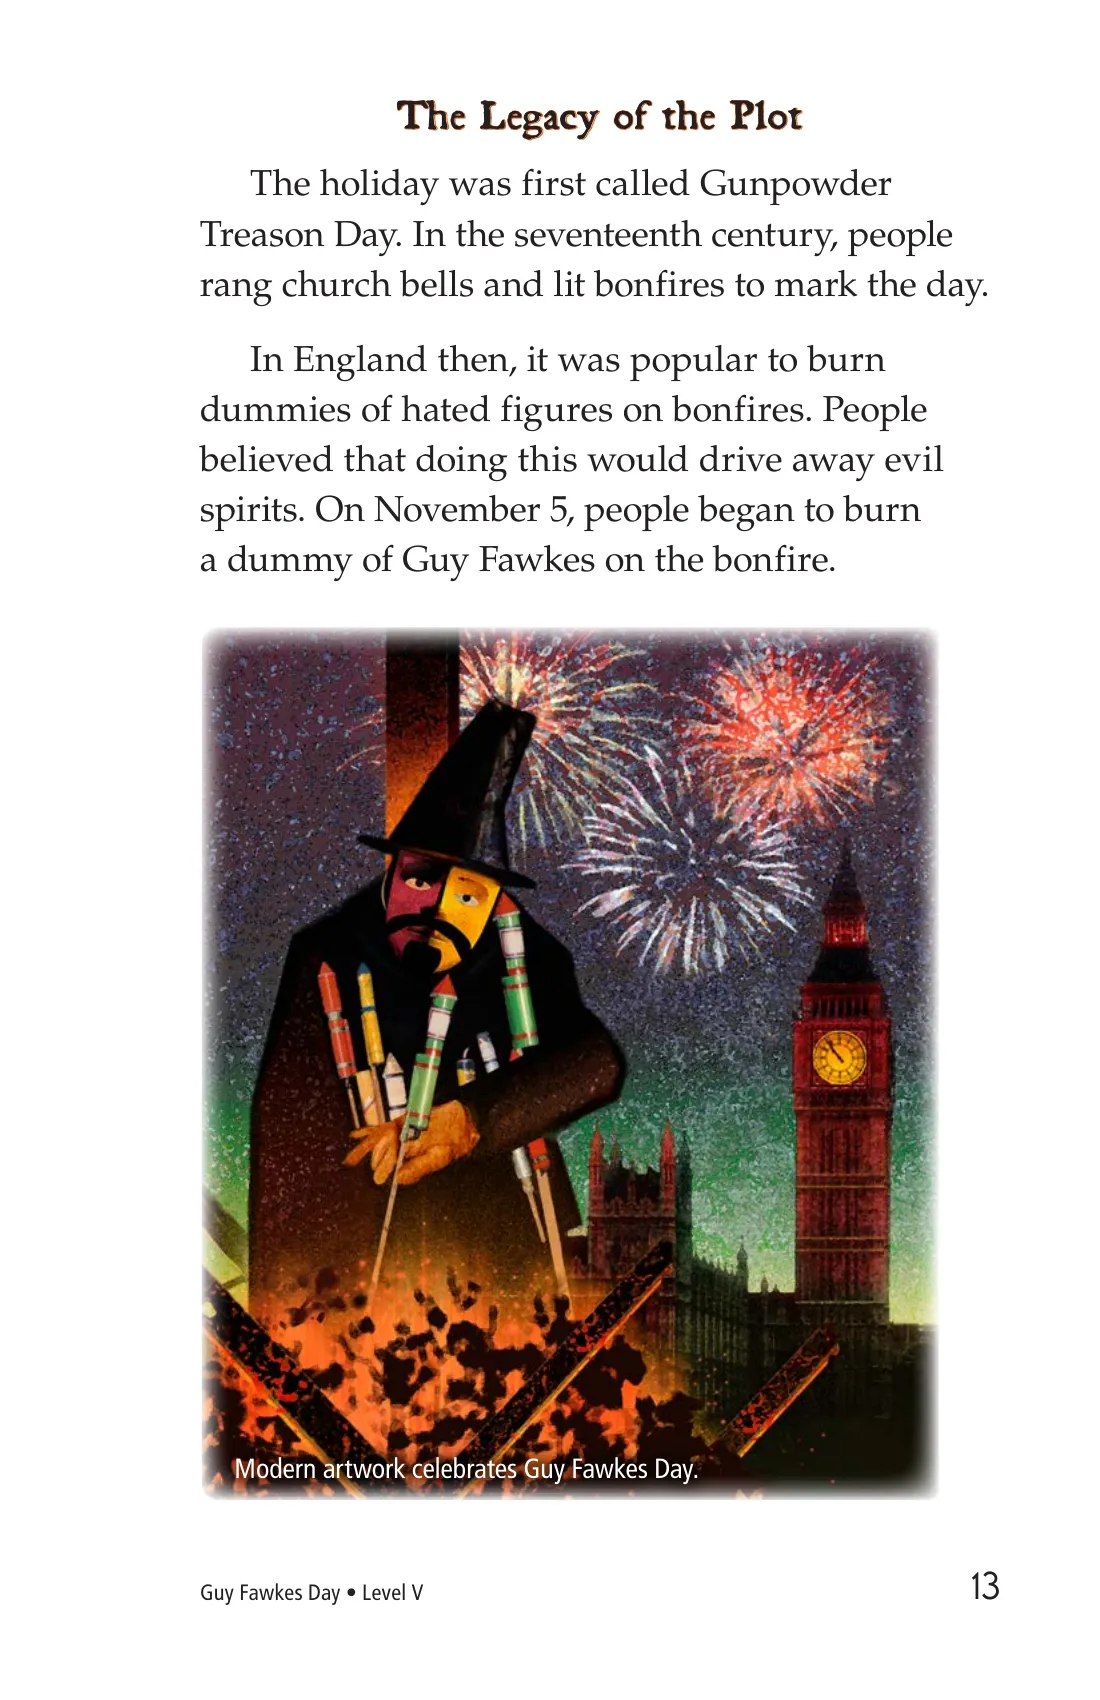 The Legacy of the Plot
The holiday was first called Gunpowder
Treason Day. In the seventeenth century, people
rang church bells and lit bonfires to mark the day.
In England then, it was popular to burn
dummies of hated figures on bonfires. People
believed that doing this would drive away evil
spirits. On November 5, people began to burn
a dummy of Guy Fawkes on the bonfire.
Modern artwork celebrates Guy Fawkes Day.
Guy Fawkes Day • Level V
13